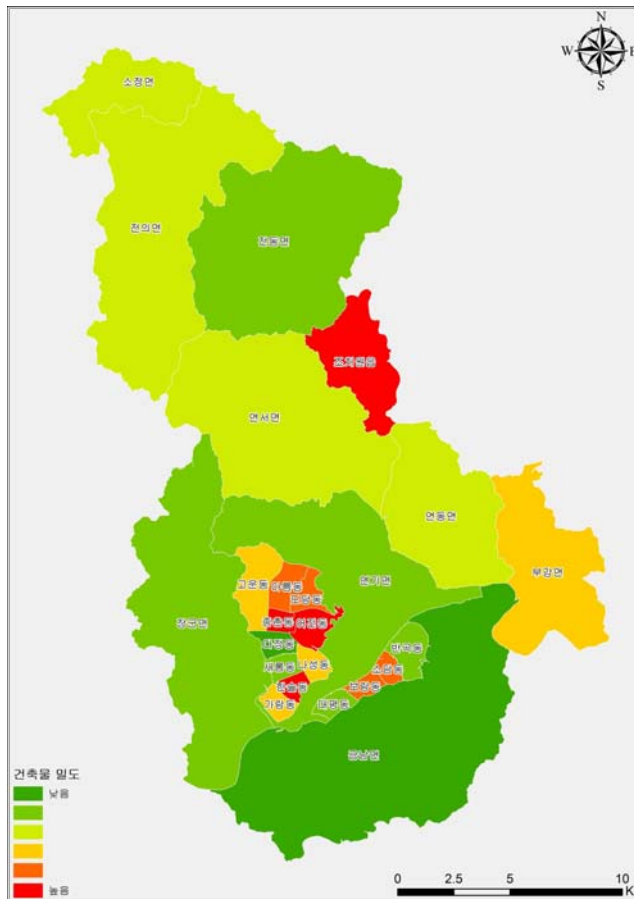 N
W
E
S
소정면
전의면
전동면
조치원읍
연서면
연동면
부강면
연기면
장군면
고운동
아름동
도담동
종촌동
어진동
다정동
새롬동
나성동
한솔동
가람동
반곡동
소담동
보람동
대평동
금남면
건축물 밀도
낮음
높음
0 2.5 5 10
K